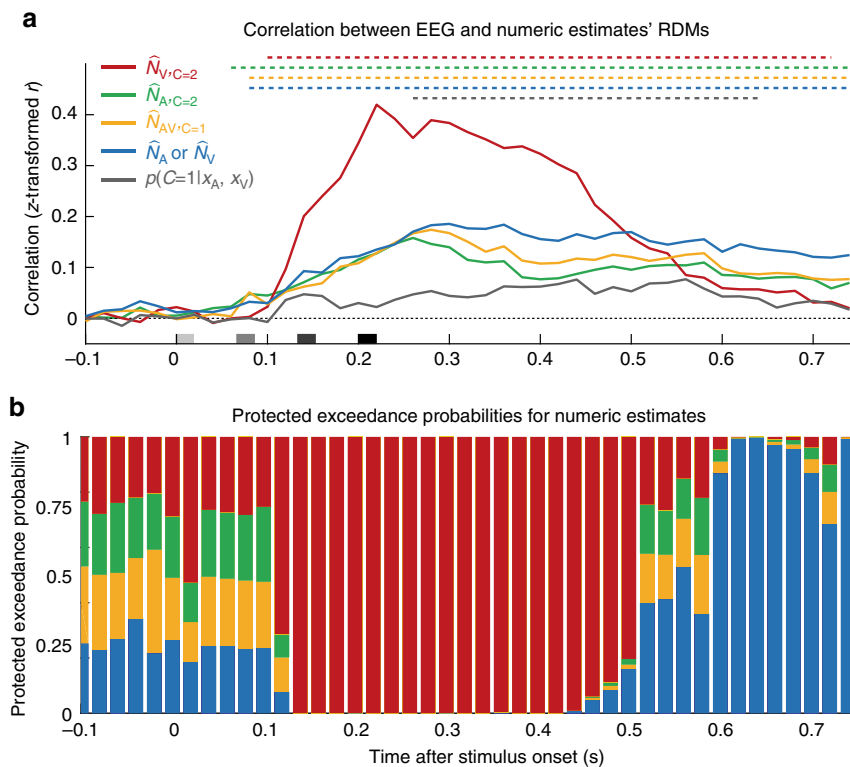 a
Correlation between EEG and numeric estimates' RDMs
Correlation (z-transformed r)
0.4
0.3
0.2
0.1
0
N̂V,C=2
N̂A,C=2
N̂AV,C=1
N̂A or N̂V
p(C=1|xA, xV)
−0.1 0 0.1 0.2 0.3 0.4 0.5 0.6 0.7
b
Protected exceedance probabilities for numeric estimates
Protected exceedance probability
1
0.75
0.5
0.25
0
−0.1 0 0.1 0.2 0.3 0.4 0.5 0.6 0.7
Time after stimulus onset (s)